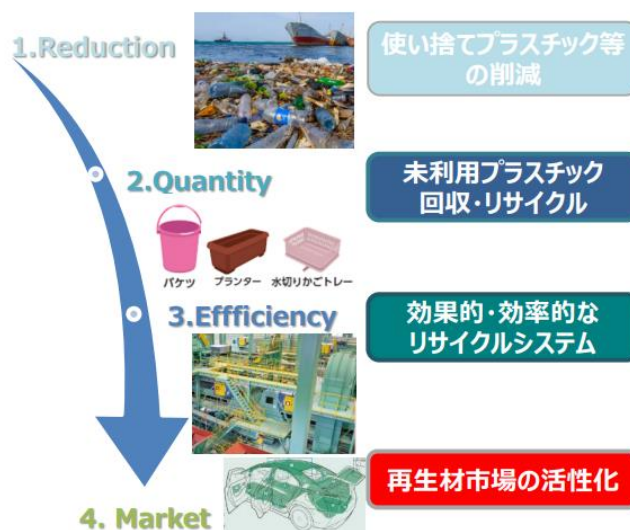 1.Reduction
使い捨てプラスチック等
の削減
2.Quantity
未利用プラスチック
回収・リサイクル
バケツ
プランター
水切りかごトレー
3.Effficiency
効果的・効率的な
リサイクルシステム
4. Market
再生材市場の活性化